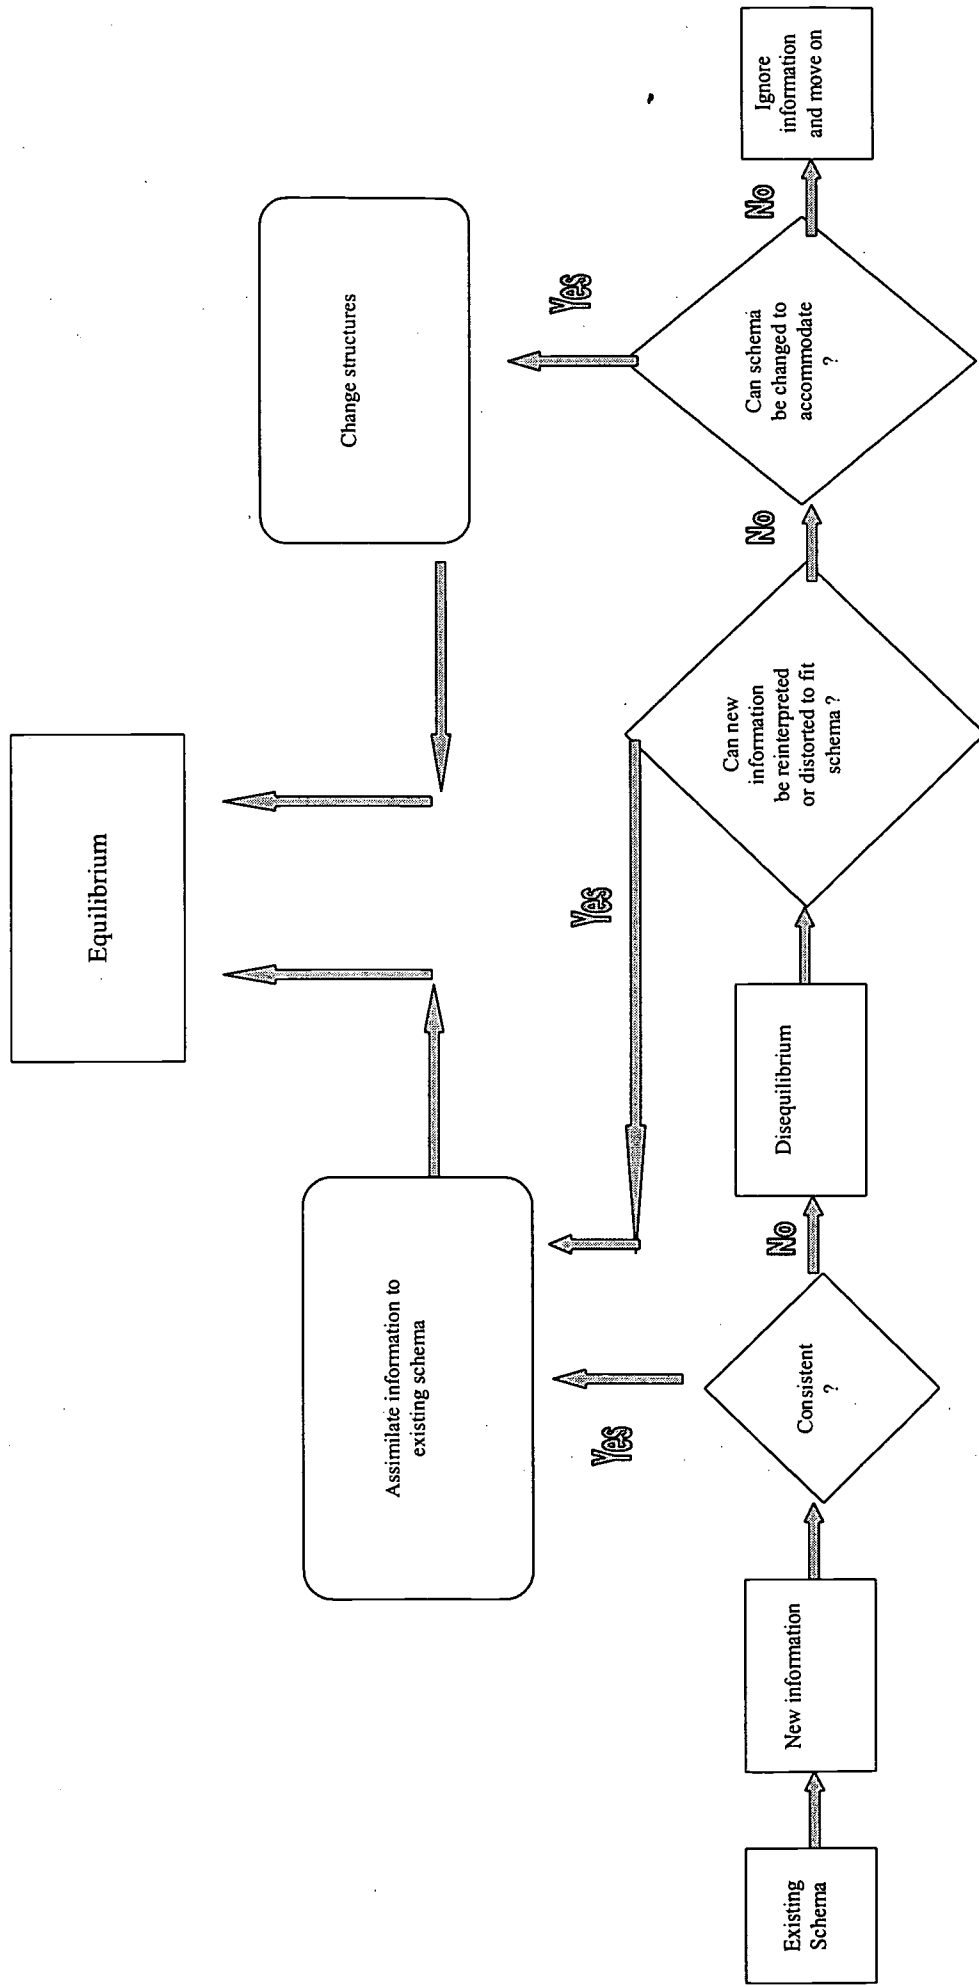 Equilibrium
Change structures
Assimilate information to
existing schema
Yes
Yes
Yes
Existing
Schema
New information
Consistent
?
No
Disequilibrium
Can new
information
be reinterpreted
or distorted to fit
schema ?
No
Can schema
be changed to
accommodate
?
No
Ignore
information
and move on